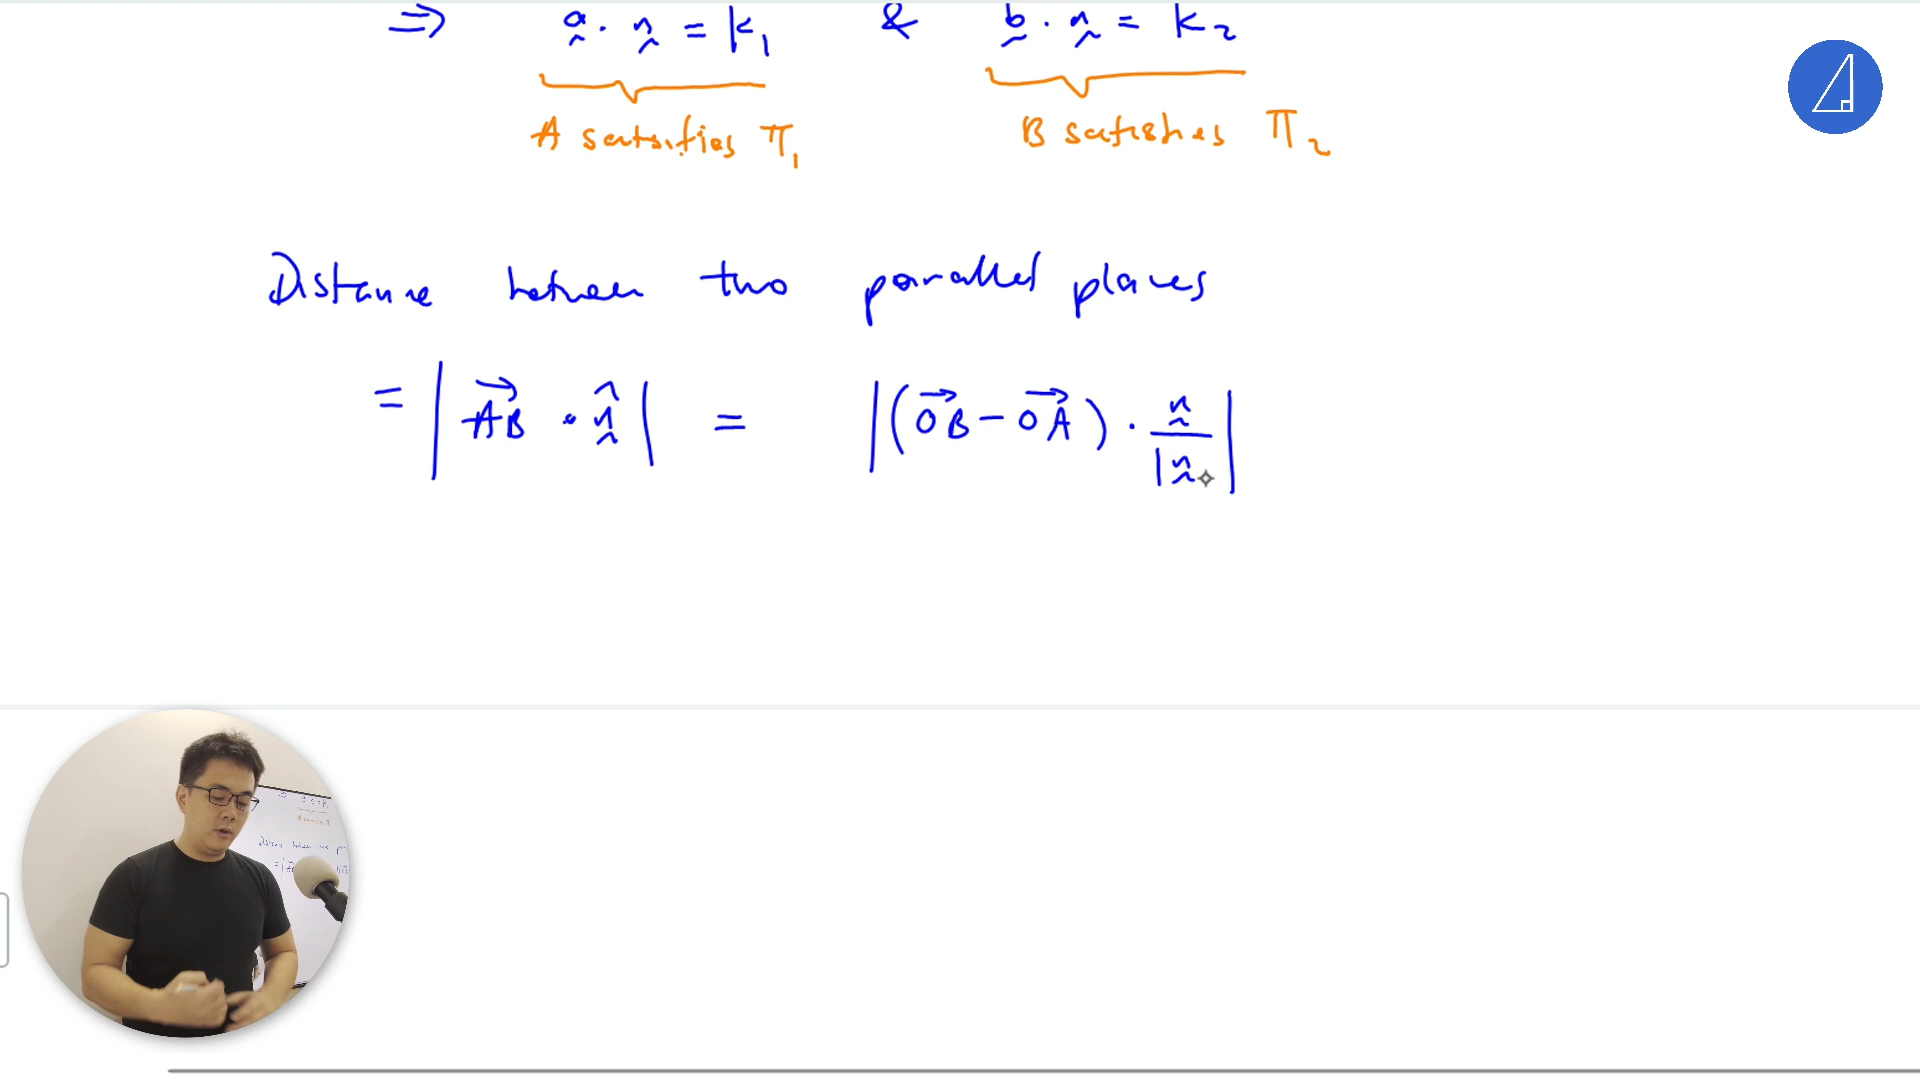 ⇒ a · n = k₁ & b · n = k₂
A satisfies π₁ B satisfies π₂
Distance between two parallel planes
= | AB⃗ · n̂ | = | (OB⃗ − OA⃗) · n/|n |